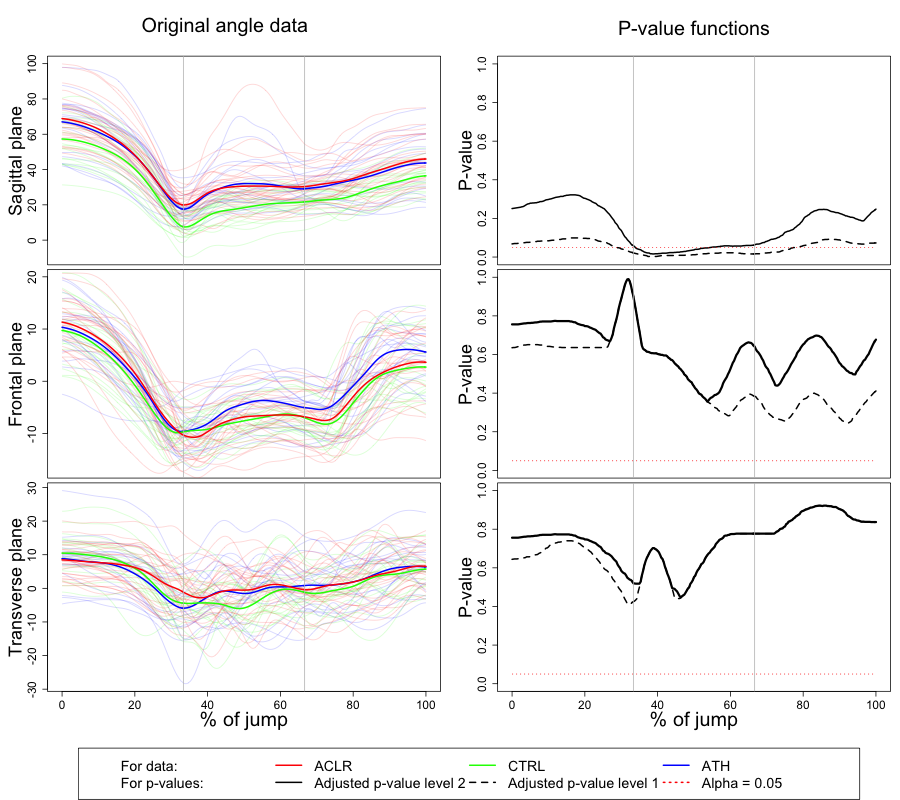 Original angle data
P-value functions
Sagittal plane
0 20 40 60 80 100
P-value
0.0 0.2 0.4 0.6 0.8 1.0
Frontal plane
-10 0 10 20
P-value
0.0 0.2 0.4 0.6 0.8 1.0
Transverse plane
-30 -20 -10 0 10 20 30
P-value
0.0 0.2 0.4 0.6 0.8 1.0
0 20 40 60 80 100
0 20 40 60 80 100
% of jump
% of jump
For data: ACLR CTRL ATH
For p-values: Adjusted p-value level 2 Adjusted p-value level 1 Alpha = 0.05